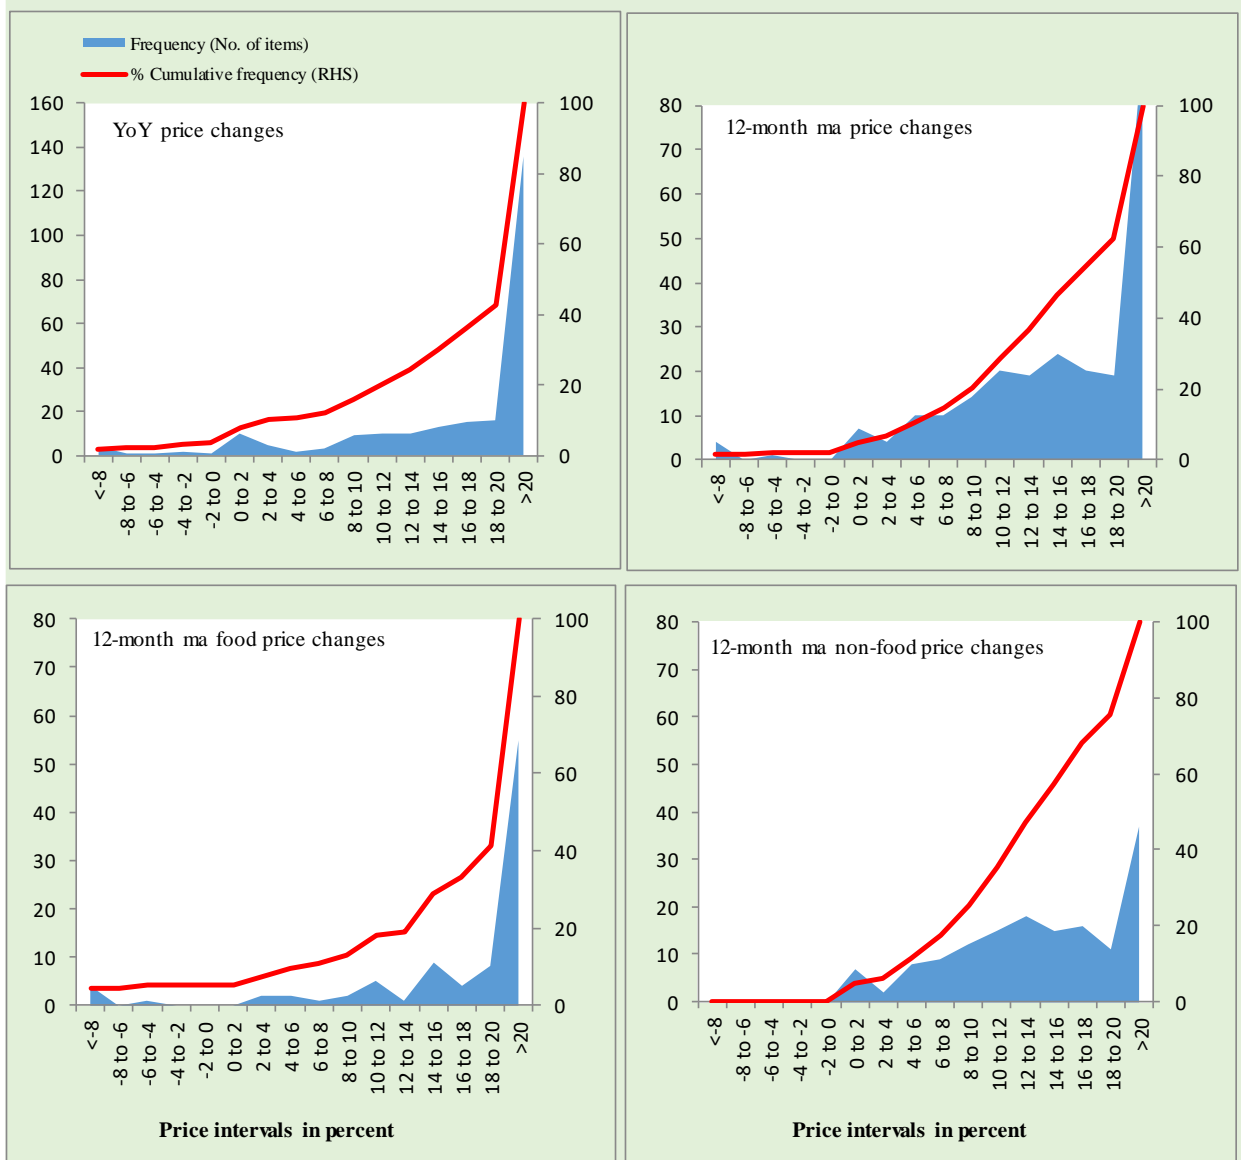 Frequency (No. of items)
% Cumulative frequency (RHS)
YoY price changes
160
140
120
100
80
60
40
20
0
100
80
60
40
20
0
<-8
-8 to -6
-6 to -4
-4 to -2
-2 to 0
0 to 2
2 to 4
4 to 6
6 to 8
8 to 10
10 to 12
12 to 14
14 to 16
16 to 18
18 to 20
>20
12-month ma price changes
80
70
60
50
40
30
20
10
0
100
80
60
40
20
0
<-8
-8 to -6
-6 to -4
-4 to -2
-2 to 0
0 to 2
2 to 4
4 to 6
6 to 8
8 to 10
10 to 12
12 to 14
14 to 16
16 to 18
18 to 20
>20
12-month ma food price changes
80
70
60
50
40
30
20
10
0
100
80
60
40
20
0
<-8
-8 to -6
-6 to -4
-4 to -2
-2 to 0
0 to 2
2 to 4
4 to 6
6 to 8
8 to 10
10 to 12
12 to 14
14 to 16
16 to 18
18 to 20
>20
Price intervals in percent
12-month ma non-food price changes
80
70
60
50
40
30
20
10
0
100
80
60
40
20
0
<-8
-8 to -6
-6 to -4
-4 to -2
-2 to 0
0 to 2
2 to 4
4 to 6
6 to 8
8 to 10
10 to 12
12 to 14
14 to 16
16 to 18
18 to 20
>20
Price intervals in percent